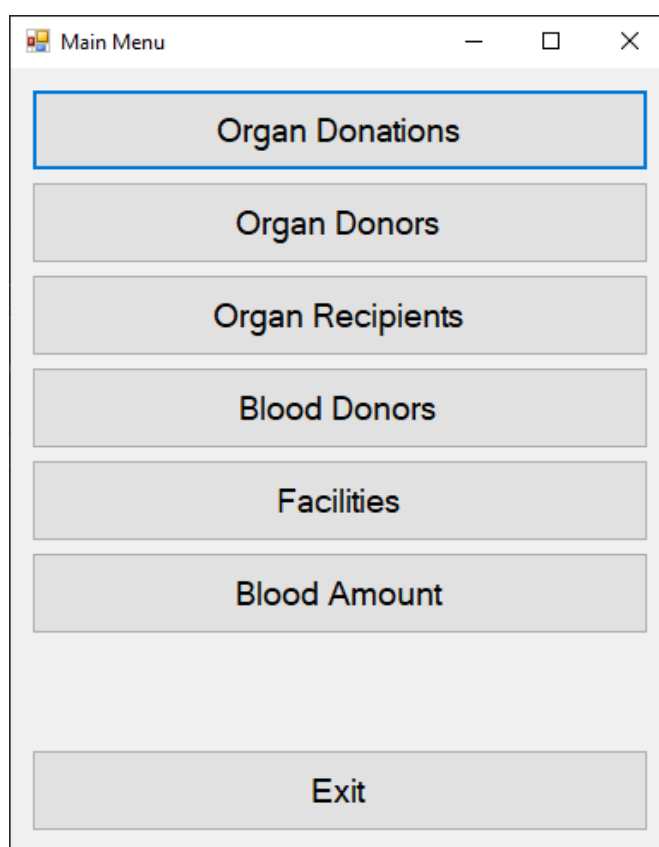 Main Menu
Organ Donations
Organ Donors
Organ Recipients
Blood Donors
Facilities
Blood Amount
Exit